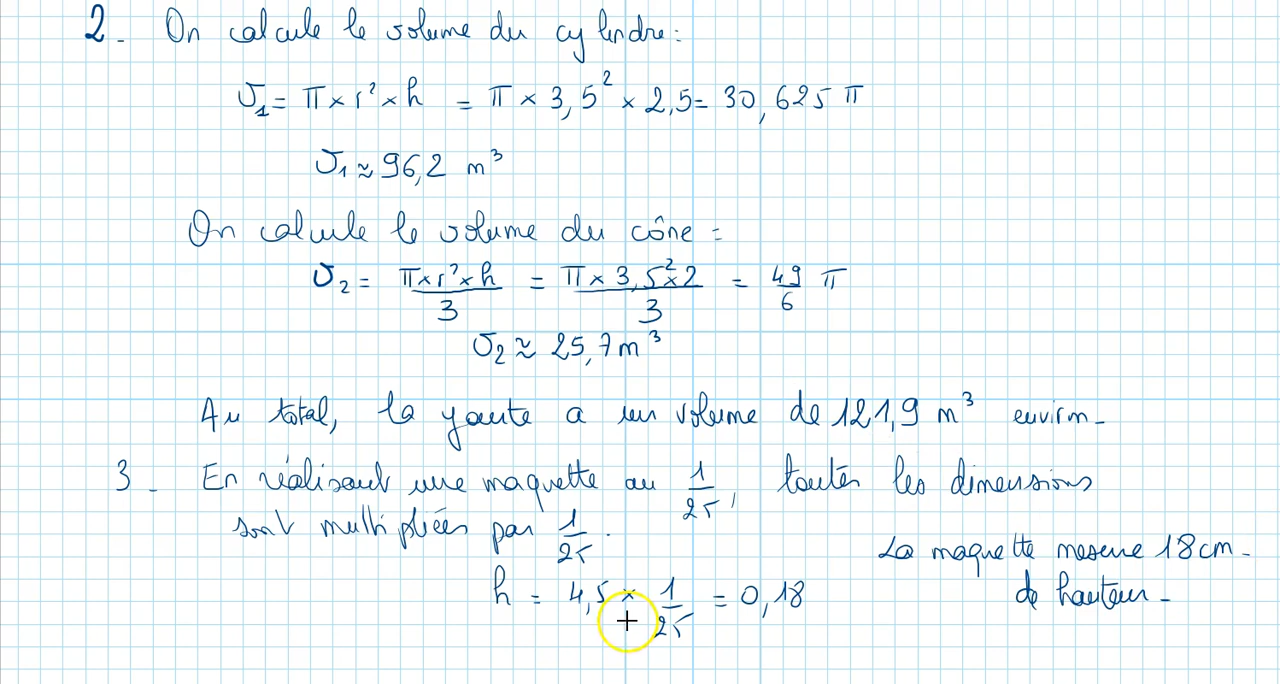 2. On calcule le volume du cylindre:
V₁ = π × r² × h = π × 3,5² × 2,5 = 30,625 π
V₁ ≈ 96,2 m³
On calcule le volume du cône =
V₂ = π × r² × h / 3 = π × 3,5² × 2 / 3 = 49/6 π
V₂ ≈ 25,7 m³
Au total, la yourte a un volume de 121,9 m³ environ.
3. En réalisant une maquette au 1/25, toutes les dimensions
sont multipliées par 1/25.
h = 4,5 × 1/25 = 0,18
La maquette mesure 18 cm.
de hauteur.